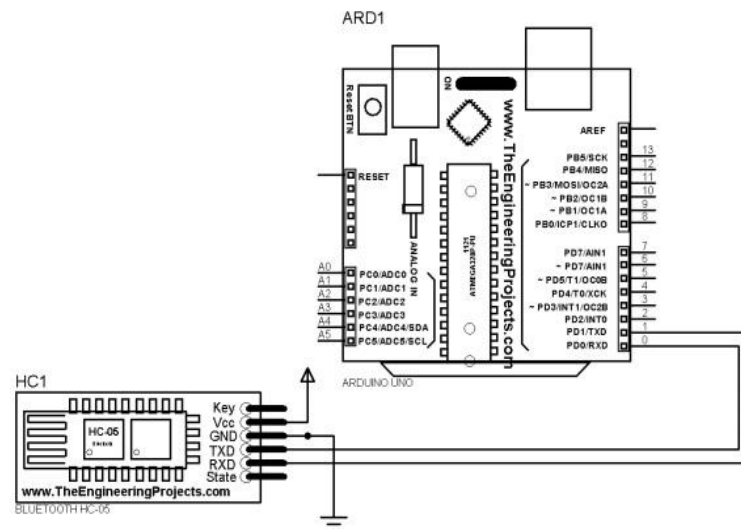 ARD1
ON
Reset BTN
www.TheEngineeringProjects.com
AREF
RESET
PB5/SCK 13
PB4/MISO 12
~ PB3/MOSI/OC2A 11
~ PB2/OC1B 10
~ PB1/OC1A 9
PB0/ICP1/CLKO 8
ANALOG IN
ATMEGA328P-PU
1121
PD7/AIN1 7
~ PD7/AIN1 6
~ PD5/T1/OC0B 5
PD4/T0/XCK 4
~ PD3/INT1/OC2B 3
PD2/INT0 2
PD1/TXD 1
PD0/RXD 0
A0 PC0/ADC0
A1 PC1/ADC1
A2 PC2/ADC2
A3 PC3/ADC3
A4 PC4/ADC4/SDA
A5 PC5/ADC5/SCL
ARDUINO UNO
HC1
HC-05
Key
Vcc
GND
TXD
RXD
State
www.TheEngineeringProjects.com
BLUETOOTH HC-05